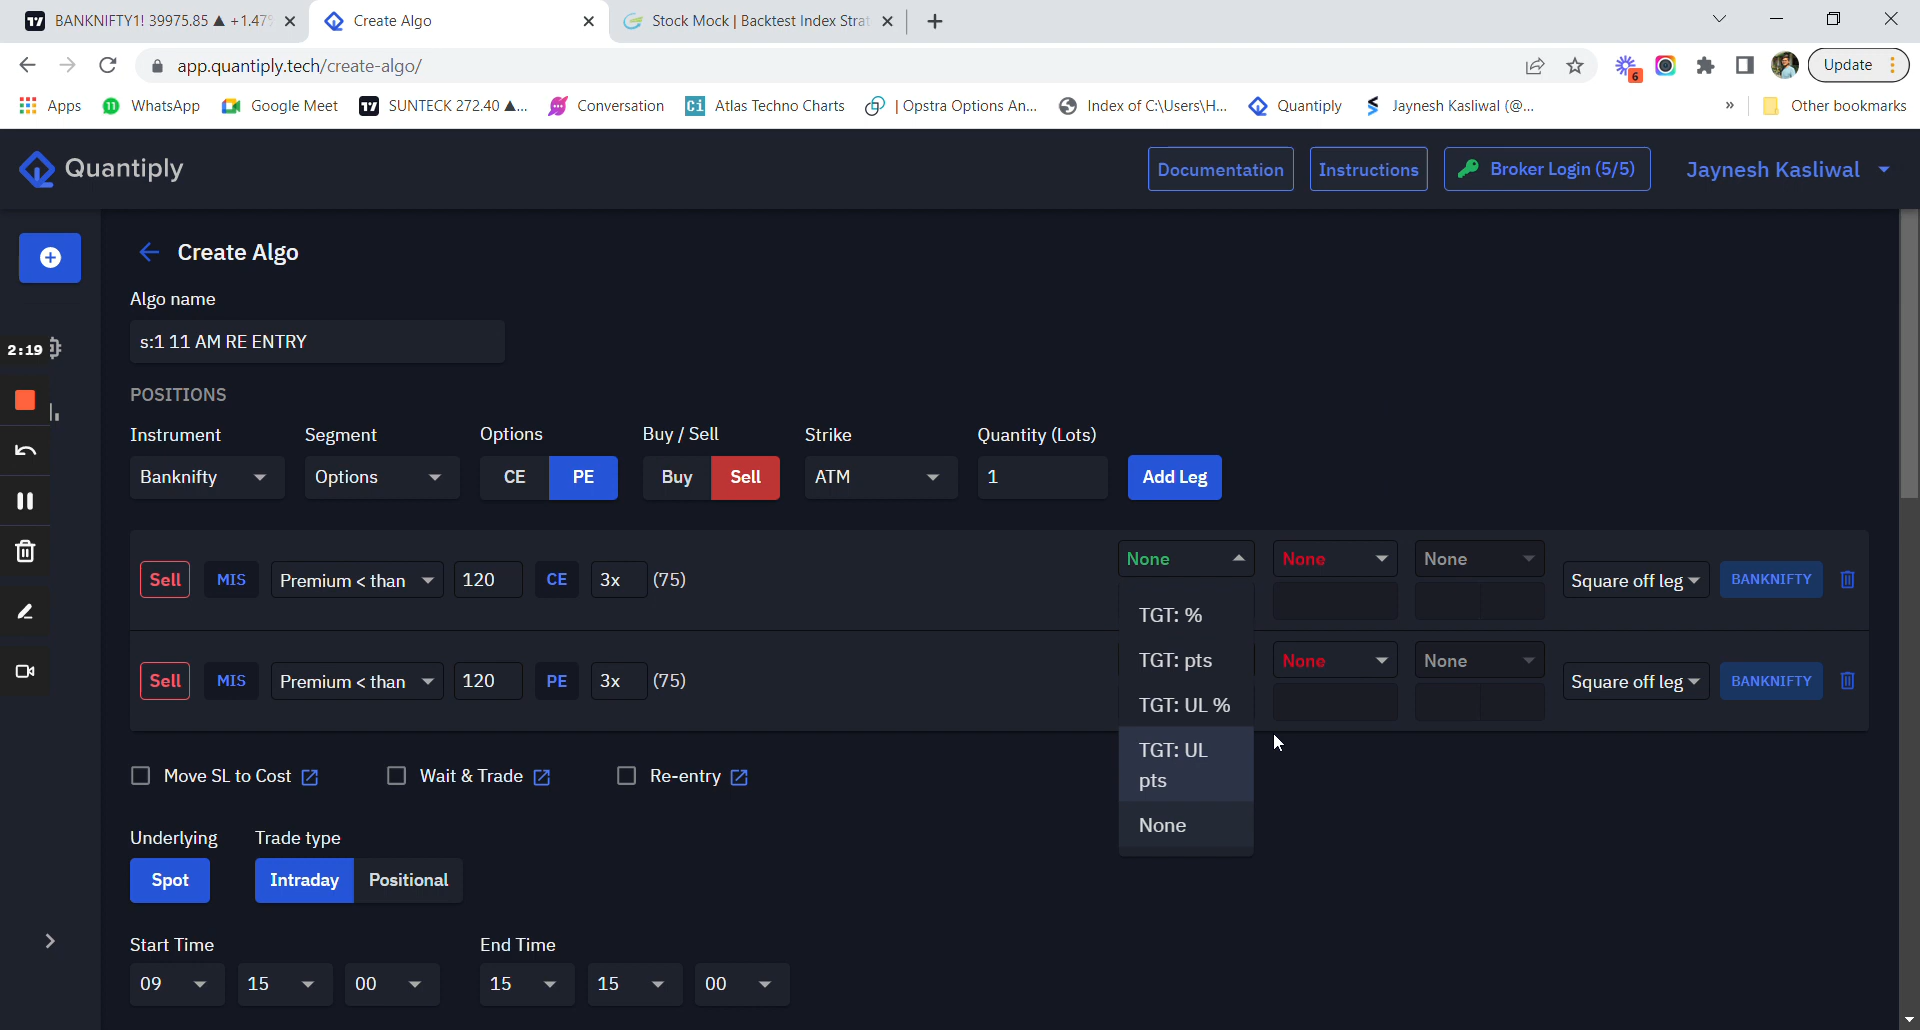 BANKNIFTY1! 39975.85 ▲ +1.47%
Create Algo
Stock Mock | Backtest Index Strat
app.quantiply.tech/create-algo/
6
Update
Apps
11
WhatsApp
Google Meet
SUNTECK 272.40 ▲...
Conversation
Ci
Atlas Techno Charts
| Opstra Options An...
Index of C:\Users\H...
Quantiply
Jaynesh Kasliwal (@...
»
Other bookmarks
Quantiply
Documentation
Instructions
Broker Login (5/5)
Jaynesh Kasliwal
Create Algo
Algo name
s:1 11 AM RE ENTRY
2:19
POSITIONS
Instrument
Segment
Options
Buy / Sell
Strike
Quantity (Lots)
Banknifty
Options
CE
PE
Buy
Sell
ATM
1
Add Leg
Sell
MIS
Premium < than
120
CE
3x
(75)
None
None
None
Square off leg
BANKNIFTY
TGT: %
TGT: pts
TGT: UL %
TGT: UL
pts
None
Sell
MIS
Premium < than
120
PE
3x
(75)
None
None
Square off leg
BANKNIFTY
Move SL to Cost
Wait & Trade
Re-entry
Underlying
Trade type
Spot
Intraday
Positional
Start Time
End Time
09
15
00
15
15
00